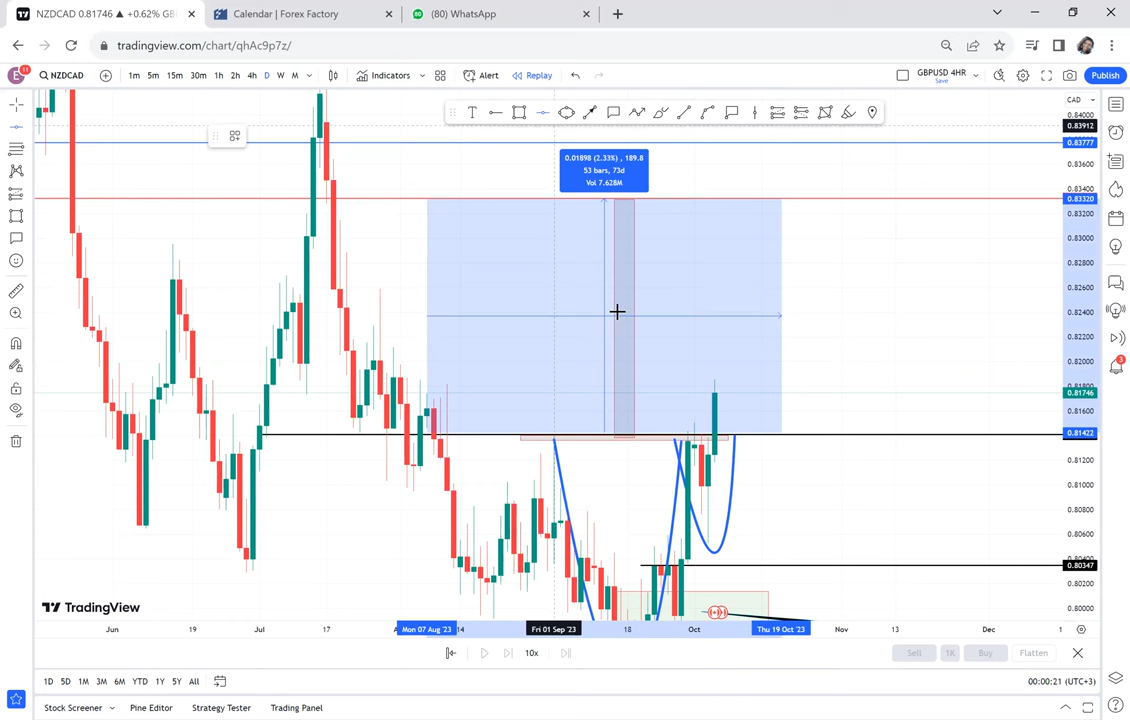 NZDCAD 0.81746 ▲ +0.62% GB
Calendar | Forex Factory
(80) WhatsApp
tradingview.com/chart/qhAc9p7z/
E
11
NZDCAD
1m 5m 15m 30m 1h 2h 4h D W M
Indicators
Alert
Replay
GBPUSD 4HR
Save
Publish
CAD
0.84000
0.83912
0.83777
0.83600
0.83400
0.83320
0.83200
0.83000
0.82800
0.82600
0.82400
0.82200
0.82000
0.81800
0.81746
0.81600
0.81422
0.81200
0.81000
0.80800
0.80600
0.80400
0.80347
0.80200
0.80000
0.01898 (2.33%) , 189.8
53 bars, 73d
Vol 7.628M
3
TradingView
Jun 19 Jul 17 A Mon 07 Aug '23 14 Fri 01 Sep '23 18 Oct Thu 19 Oct '23 Nov 13 Dec 1
10x
Sell 1K Buy Flatten
1D 5D 1M 3M 6M YTD 1Y 5Y All
00:00:21 (UTC+3)
Stock Screener Pine Editor Strategy Tester Trading Panel